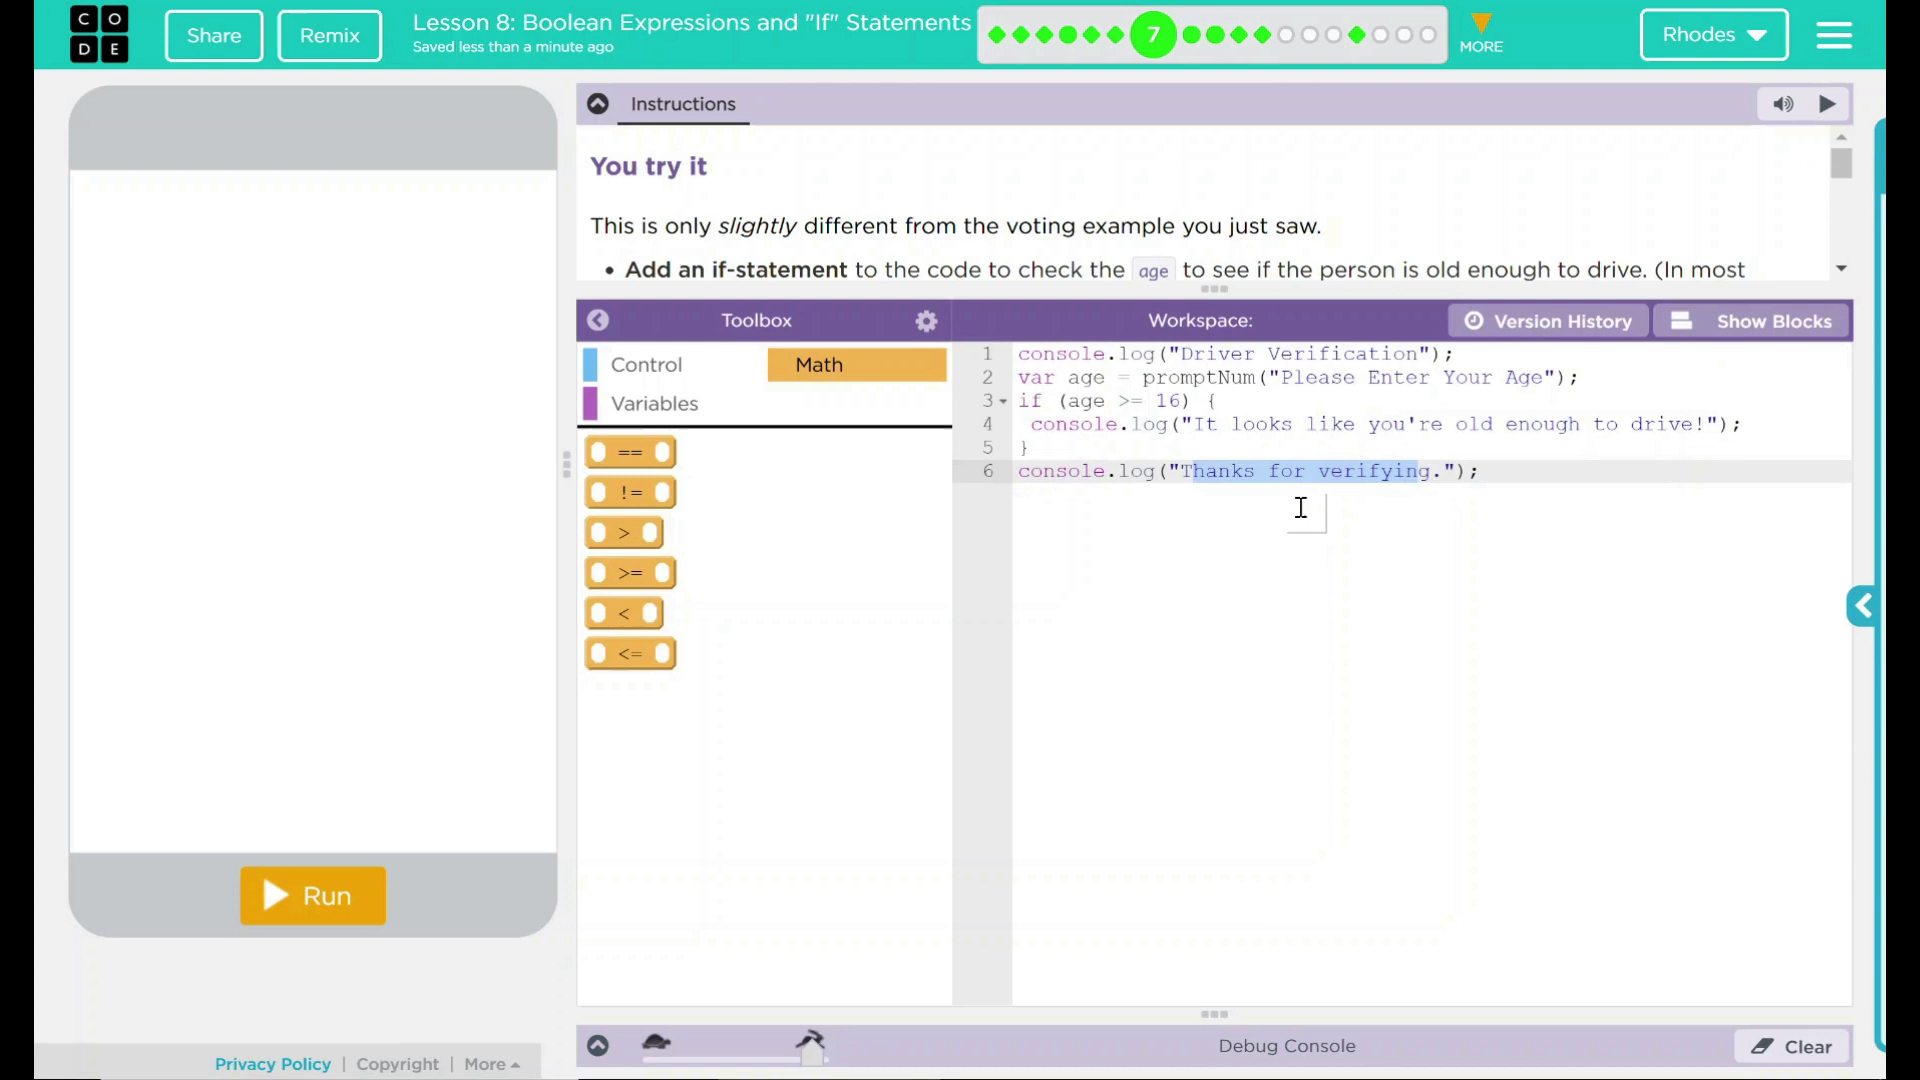 C O
D E
Share
Remix
Lesson 8: Boolean Expressions and "If" Statements
Saved less than a minute ago
7
MORE
Rhodes
Instructions
You try it
This is only slightly different from the voting example you just saw.
• Add an if-statement to the code to check the age to see if the person is old enough to drive. (In most
Toolbox
Workspace:
Version History
Show Blocks
Control
Math
Variables
==
!=
>
>=
<
<=
1 console.log("Driver Verification");
2 var age = promptNum("Please Enter Your Age");
3 if (age >= 16) {
4 console.log("It looks like you're old enough to drive!");
5 }
6 console.log("Thanks for verifying.");
Run
Debug Console
Clear
Privacy Policy | Copyright | More